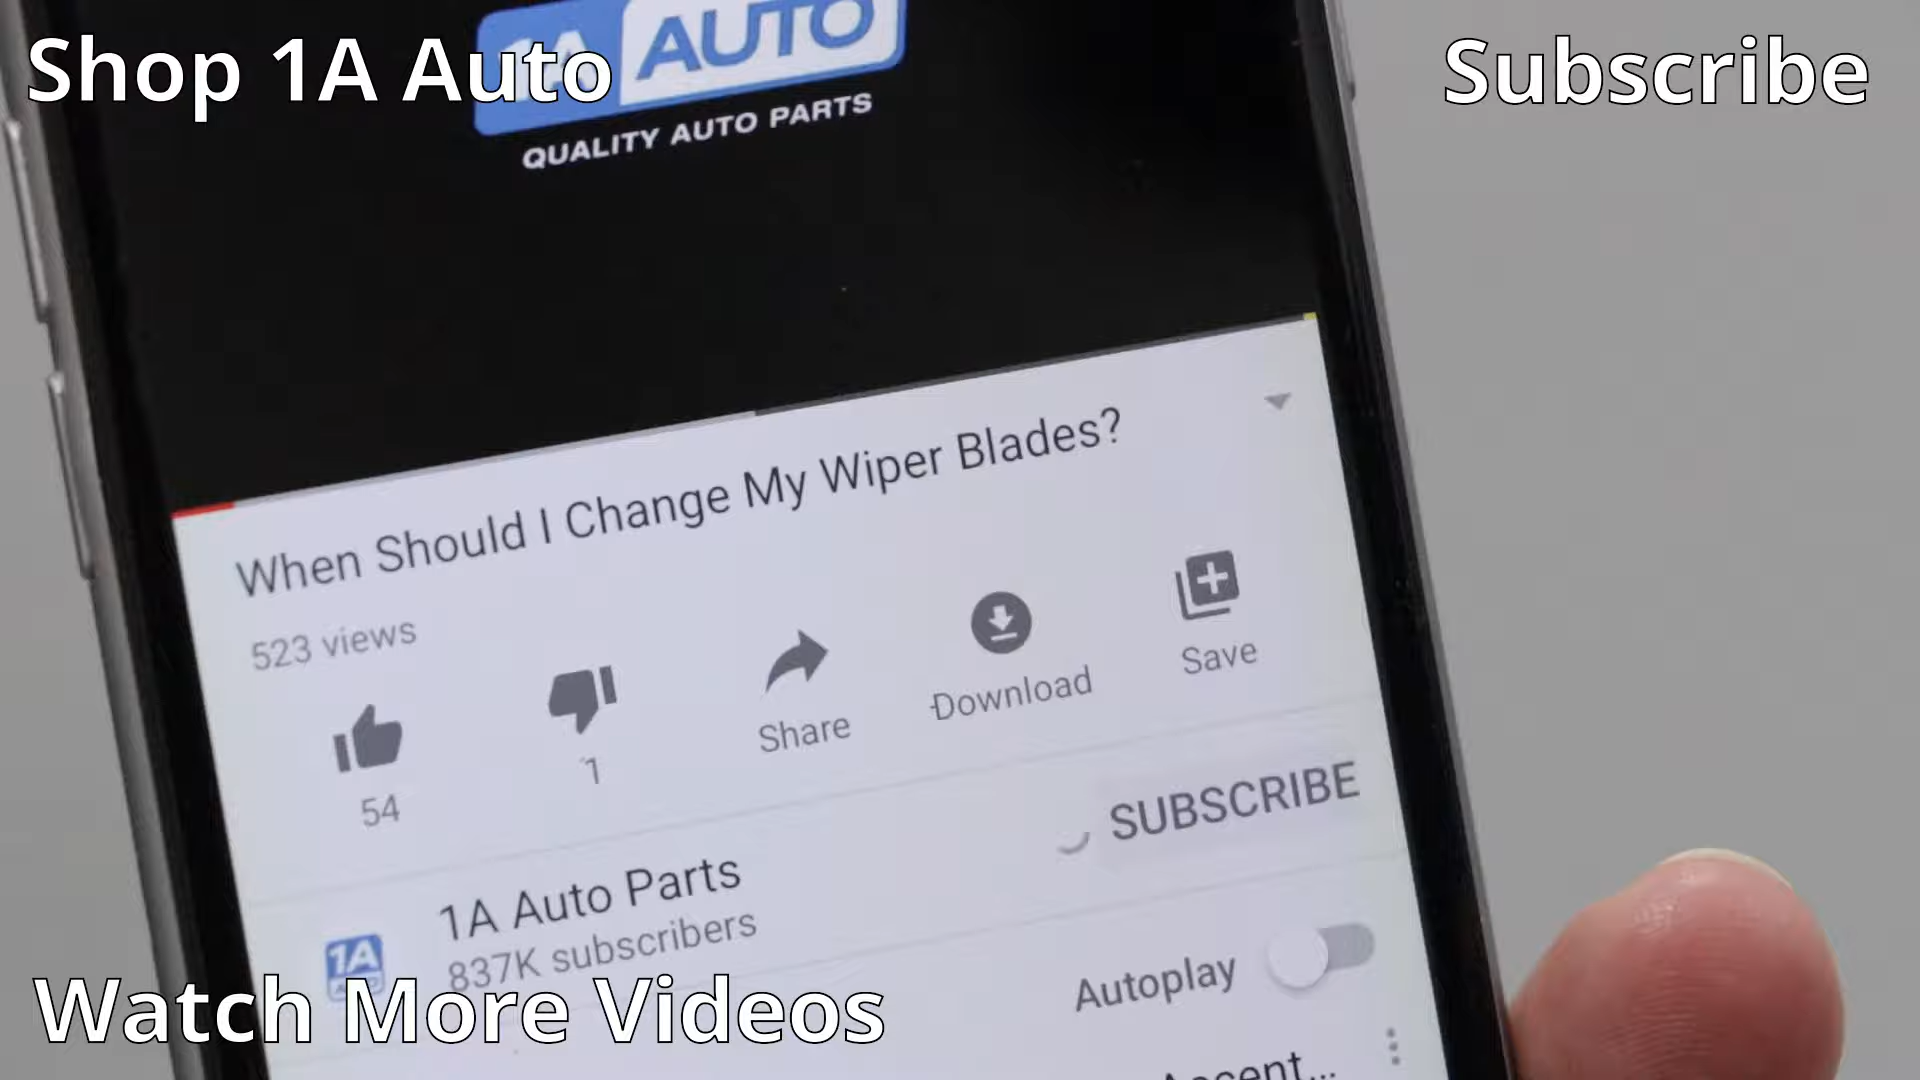 Shop 1A Auto
Subscribe
1A AUTO
QUALITY AUTO PARTS
When Should I Change My Wiper Blades?
523 views
54
1
Share
Download
Save
1A Auto Parts
837K subscribers
SUBSCRIBE
1A
Autoplay
Watch More Videos